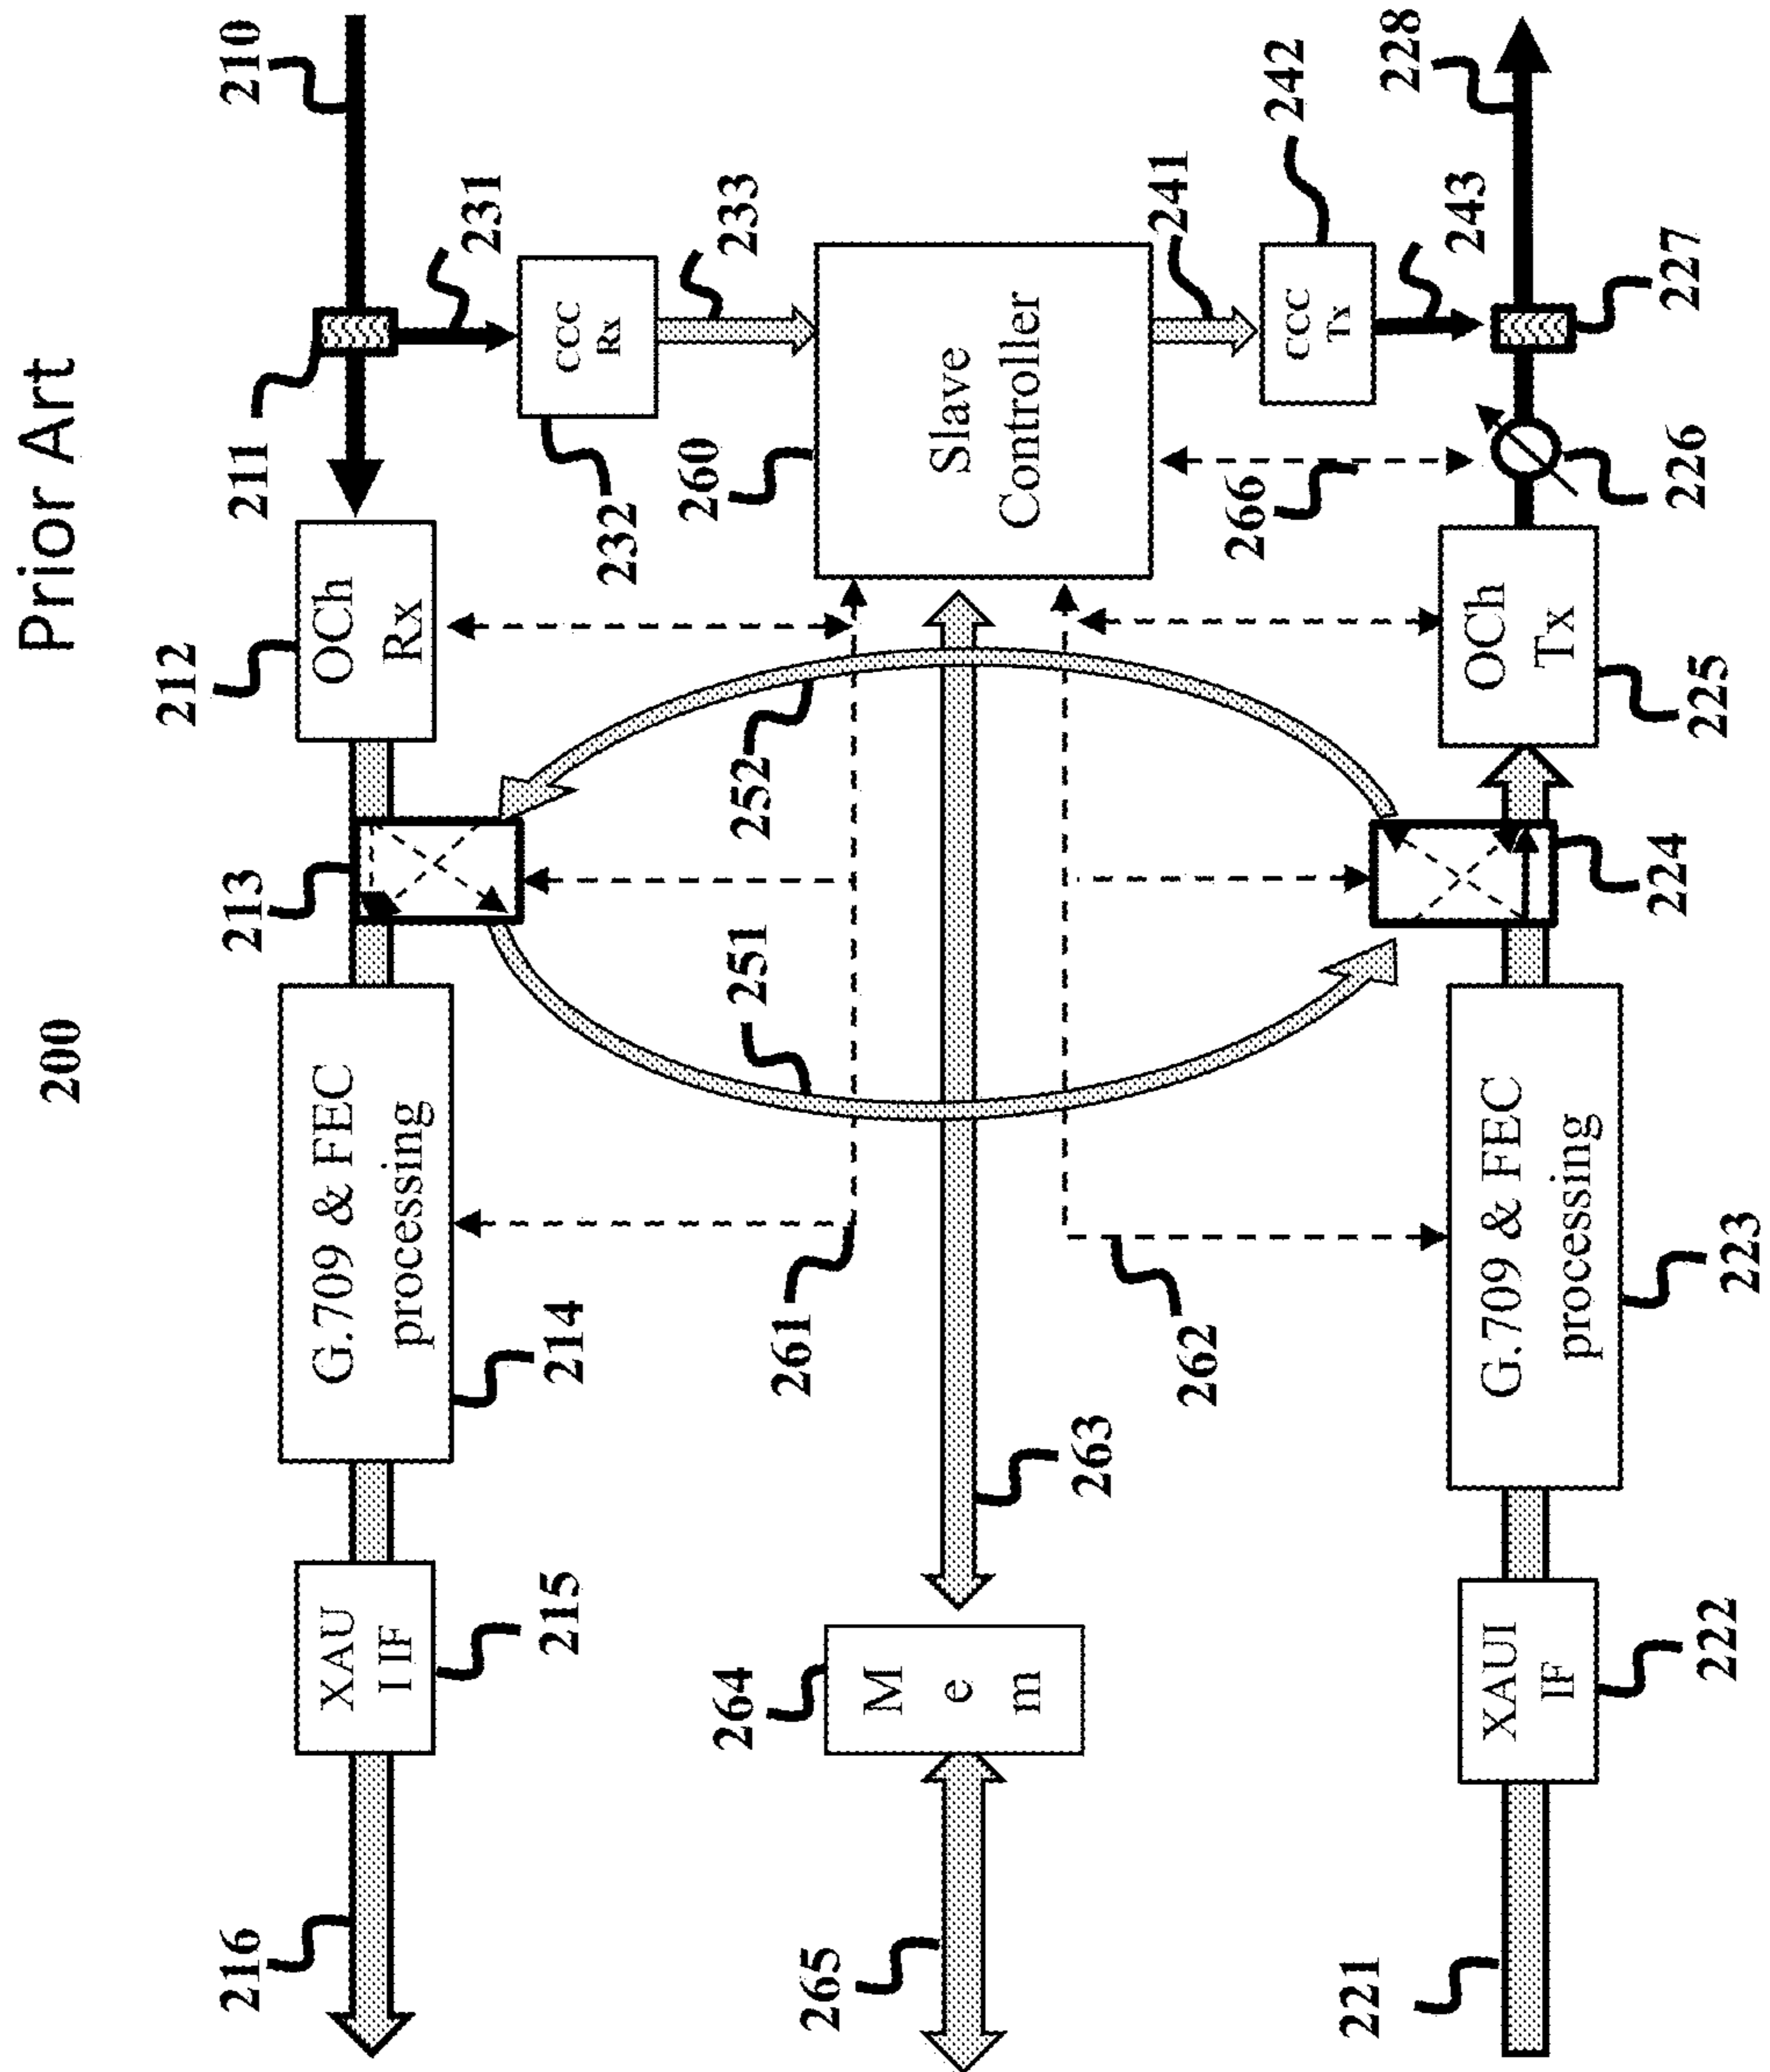 Prior Art
200
216
XAU
I IF
215
G.709 & FEC
processing
214
213
212
OCh
Rx
211
210
231
CCC
Rx
232
233
265
264
M
e
m
263
261
251
252
260
Slave
Controller
262
266
241
CCC
Tx
242
243
221
XAUI
IF
222
G.709 & FEC
processing
223
224
OCh
Tx
225
226
227
228